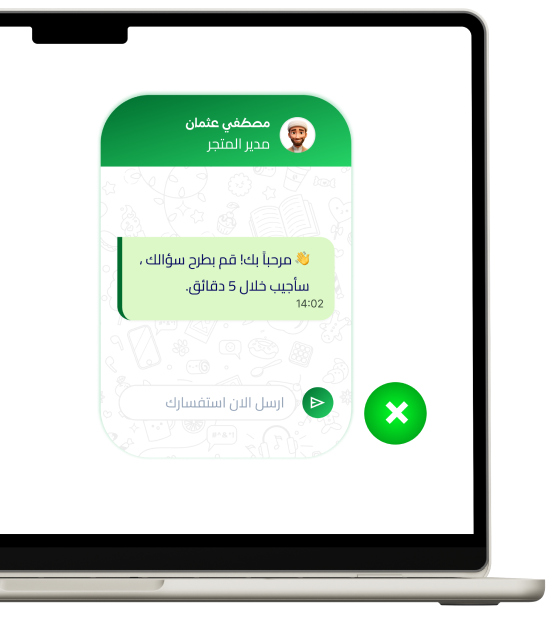 مصطفي عثمان
مدير المتجر
👋 مرحباً بك! قم بطرح سؤالك ،
سأجيب خلال 5 دقائق.
14:02
ارسل الان استفسارك